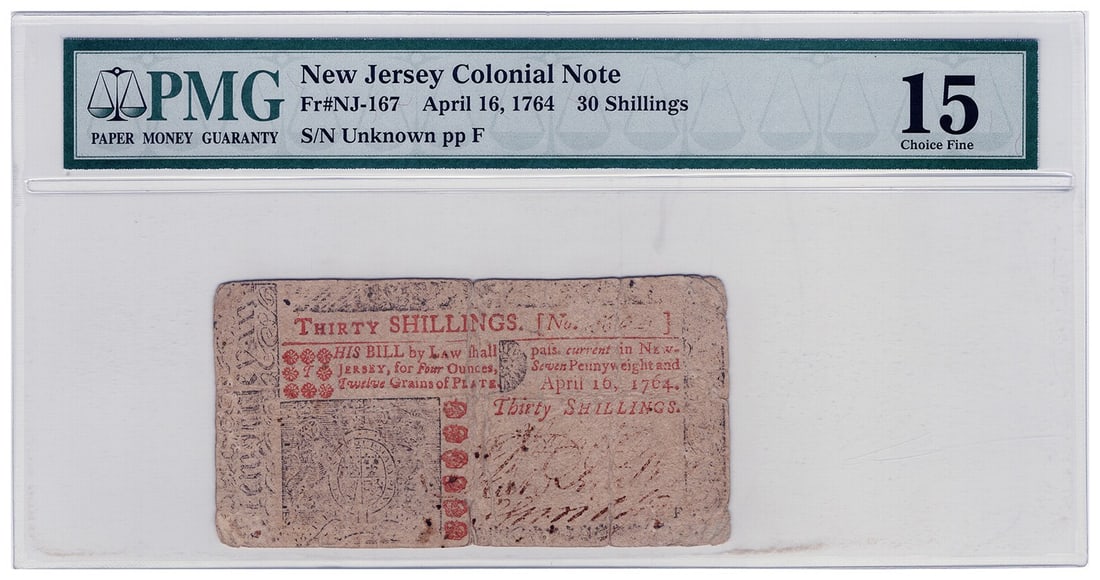 PMG
PAPER MONEY GUARANTY
New Jersey Colonial Note
Fr#NJ-167 April 16, 1764 30 Shillings
S/N Unknown pp F
15
Choice Fine
THIRTY SHILLINGS. [No. ]
THIS BILL by LAW shall pass current in NEW-
JERSEY, for Four Ounces, Seven Pennyweight and
Twelve Grains of PLATE April 16, 1764.
Thirty SHILLINGS.
F